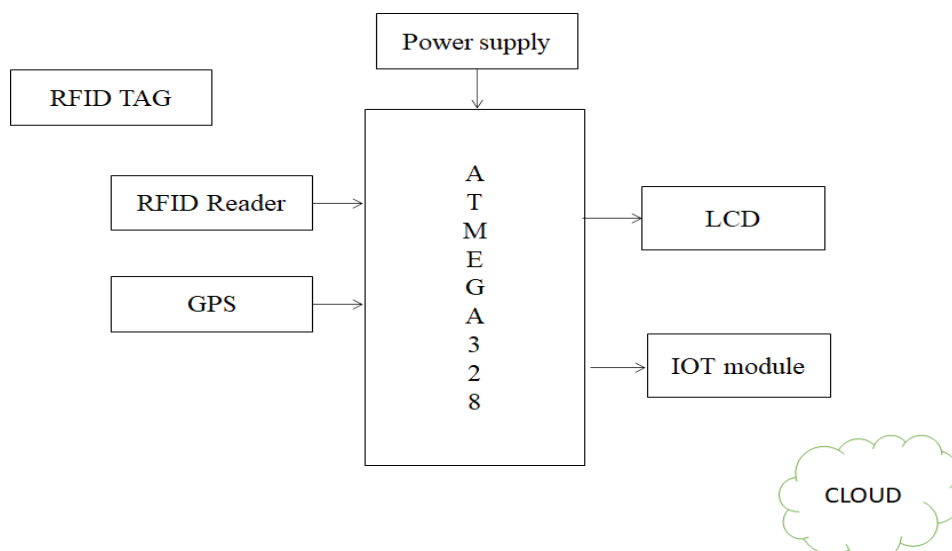 Power supply
RFID TAG
A
T
M
E
G
A
3
2
8
RFID Reader
GPS
LCD
IOT module
CLOUD